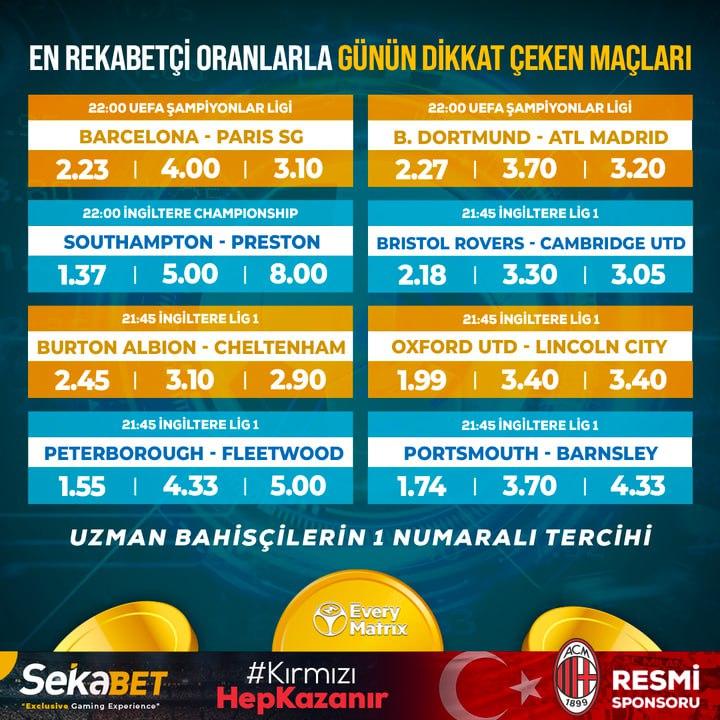 EN REKABETÇİ ORANLARLA GÜNÜN DİKKAT ÇEKEN MAÇLARI
22:00 UEFA ŞAMPİYONLAR LİGİ
BARCELONA - PARIS SG
2.23 | 4.00 | 3.10
22:00 UEFA ŞAMPİYONLAR LİGİ
B. DORTMUND - ATL MADRID
2.27 | 3.70 | 3.20
22:00 İNGİLTERE CHAMPIONSHIP
SOUTHAMPTON - PRESTON
1.37 | 5.00 | 8.00
21:45 İNGİLTERE LİG 1
BRISTOL ROVERS - CAMBRIDGE UTD
2.18 | 3.30 | 3.05
21:45 İNGİLTERE LİG 1
BURTON ALBION - CHELTENHAM
2.45 | 3.10 | 2.90
21:45 İNGİLTERE LİG 1
OXFORD UTD - LINCOLN CITY
1.99 | 3.40 | 3.40
21:45 İNGİLTERE LİG 1
PETERBOROUGH - FLEETWOOD
1.55 | 4.33 | 5.00
21:45 İNGİLTERE LİG 1
PORTSMOUTH - BARNSLEY
1.74 | 3.70 | 4.33
UZMAN BAHİSÇİLERİN 1 NUMARALI TERCİHİ
Every
Matrix
SekaBET
"Exclusive Gaming Experience"
#Kırmızı
HepKazanır
ACM
1899
RESMİ
SPONSORU